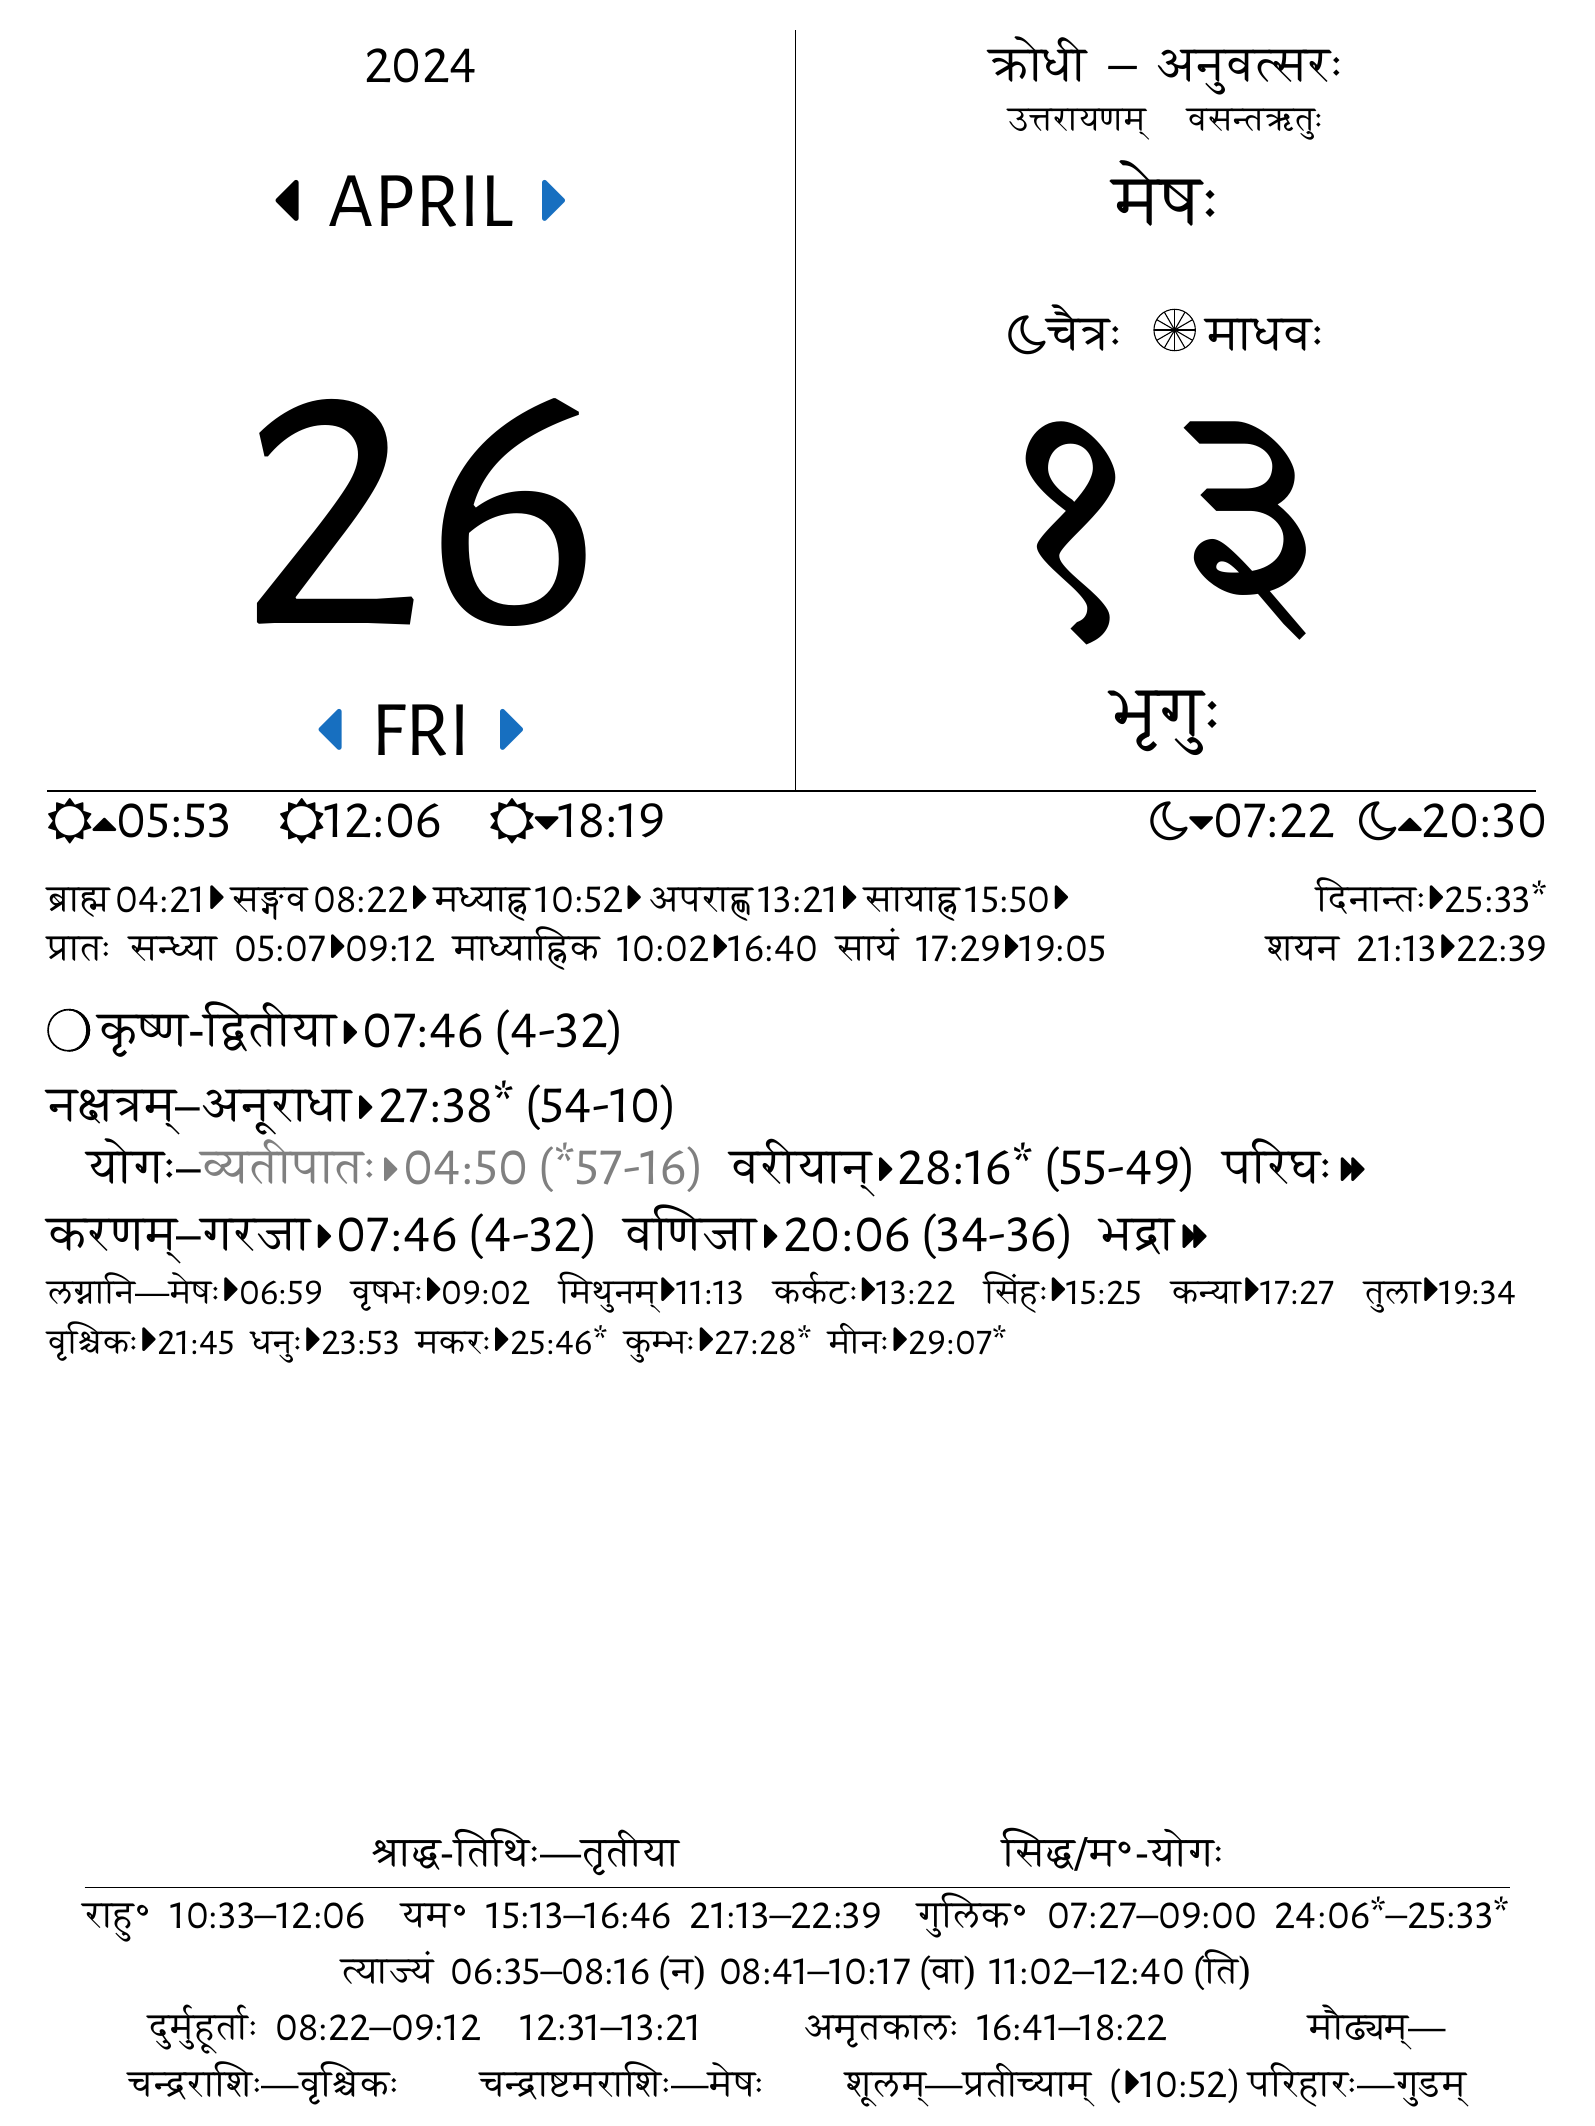 2024
APRIL
26
FRI
क्रोधी – अनुवत्सरः
उत्तरायणम् वसन्तऋतुः
मेषः
चैत्रः माधवः
१३
भृगुः
05:53 12:06 18:19 07:22 20:30
ब्राह्म 04:21 सङ्गव 08:22 मध्याह्न 10:52 अपराह्ण 13:21 सायाह्न 15:50 दिनान्तः 25:33*
प्रातः सन्ध्या 05:07 09:12 माध्याह्निक 10:02 16:40 सायं 17:29 19:05 शयन 21:13 22:39
कृष्ण-द्वितीया 07:46 (4-32)
नक्षत्रम्–अनूराधा 27:38* (54-10)
योगः–व्यतीपातः 04:50 (*57-16) वरीयान् 28:16* (55-49) परिघः
करणम्–गरजा 07:46 (4-32) वणिजा 20:06 (34-36) भद्रा
लग्नानि—मेषः 06:59 वृषभः 09:02 मिथुनम् 11:13 कर्कटः 13:22 सिंहः 15:25 कन्या 17:27 तुला 19:34
वृश्चिकः 21:45 धनुः 23:53 मकरः 25:46* कुम्भः 27:28* मीनः 29:07*
श्राद्ध-तिथिः—तृतीया सिद्ध/म°-योगः
राहु° 10:33–12:06 यम° 15:13–16:46 21:13–22:39 गुलिक° 07:27–09:00 24:06*–25:33*
त्याज्यं 06:35–08:16 (न) 08:41–10:17 (वा) 11:02–12:40 (ति)
दुर्मुहूर्ताः 08:22–09:12 12:31–13:21 अमृतकालः 16:41–18:22 मौढ्यम्—
चन्द्रराशिः—वृश्चिकः चन्द्राष्टमराशिः—मेषः शूलम्—प्रतीच्याम् (10:52) परिहारः—गुडम्